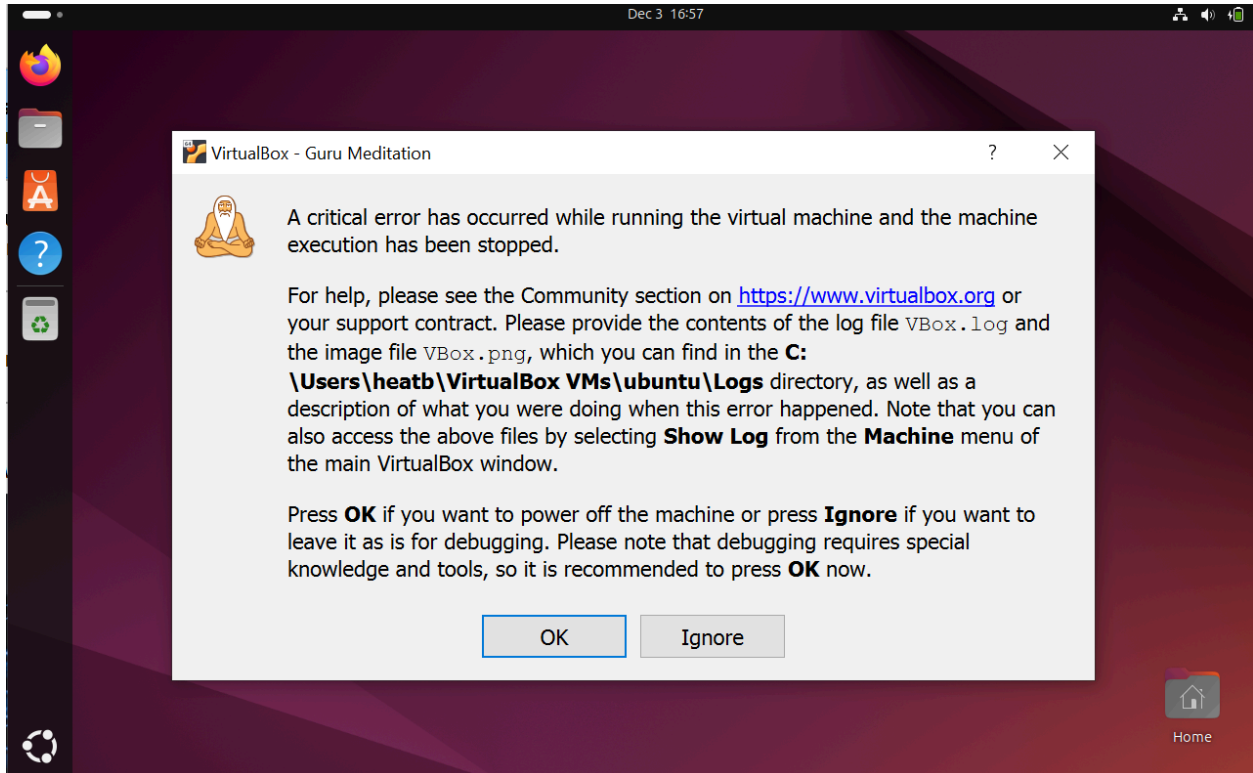 Dec 3 16:57
VirtualBox - Guru Meditation
A critical error has occurred while running the virtual machine and the machine
execution has been stopped.
For help, please see the Community section on https://www.virtualbox.org or
your support contract. Please provide the contents of the log file VBox.log and
the image file VBox.png, which you can find in the C:
\Users\heatb\VirtualBox VMs\ubuntu\Logs directory, as well as a
description of what you were doing when this error happened. Note that you can
also access the above files by selecting Show Log from the Machine menu of
the main VirtualBox window.
Press OK if you want to power off the machine or press Ignore if you want to
leave it as is for debugging. Please note that debugging requires special
knowledge and tools, so it is recommended to press OK now.
OK
Ignore
Home